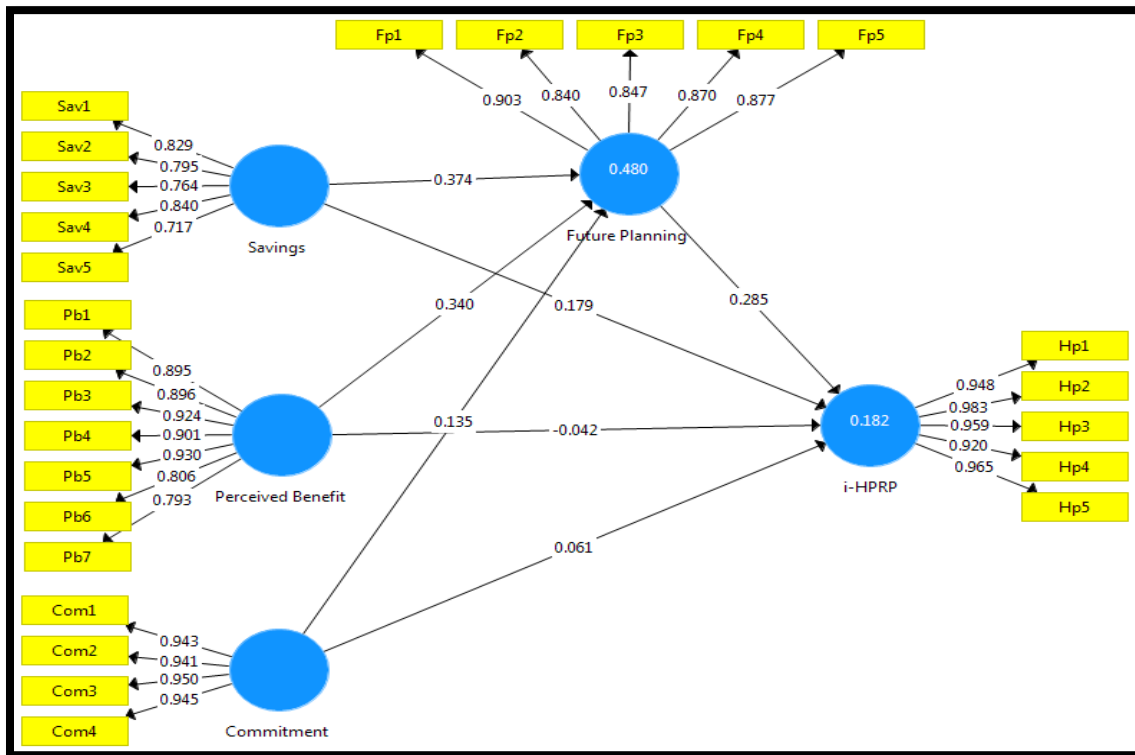 Fp1
Fp2
Fp3
Fp4
Fp5
0.903
0.840
0.847
0.870
0.877
0.480
Future Planning
Sav1
Sav2
Sav3
Sav4
Sav5
0.829
0.795
0.764
0.840
0.717
Savings
0.374
0.340
0.179
0.285
0.135
-0.042
0.061
Pb1
Pb2
Pb3
Pb4
Pb5
Pb6
Pb7
0.895
0.896
0.924
0.901
0.930
0.806
0.793
Perceived Benefit
Com1
Com2
Com3
Com4
0.943
0.941
0.950
0.945
Commitment
0.182
i-HPRP
0.948
0.983
0.959
0.920
0.965
Hp1
Hp2
Hp3
Hp4
Hp5